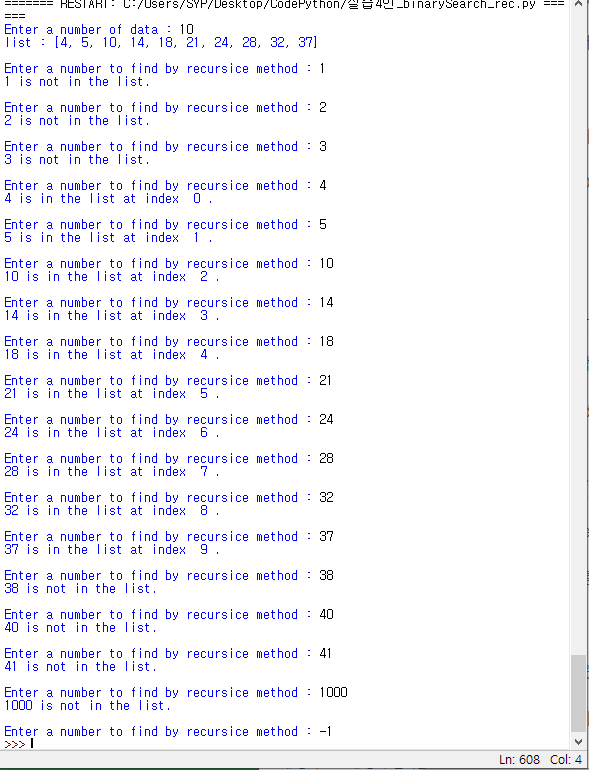 ======= RESTART: C:/Users/SYP/Desktop/CodePython/실습4민_binarySearch_rec.py ===
===
Enter a number of data : 10
list : [4, 5, 10, 14, 18, 21, 24, 28, 32, 37]
Enter a number to find by recursice method : 1
1 is not in the list.
Enter a number to find by recursice method : 2
2 is not in the list.
Enter a number to find by recursice method : 3
3 is not in the list.
Enter a number to find by recursice method : 4
4 is in the list at index  0 .
Enter a number to find by recursice method : 5
5 is in the list at index  1 .
Enter a number to find by recursice method : 10
10 is in the list at index  2 .
Enter a number to find by recursice method : 14
14 is in the list at index  3 .
Enter a number to find by recursice method : 18
18 is in the list at index  4 .
Enter a number to find by recursice method : 21
21 is in the list at index  5 .
Enter a number to find by recursice method : 24
24 is in the list at index  6 .
Enter a number to find by recursice method : 28
28 is in the list at index  7 .
Enter a number to find by recursice method : 32
32 is in the list at index  8 .
Enter a number to find by recursice method : 37
37 is in the list at index  9 .
Enter a number to find by recursice method : 38
38 is not in the list.
Enter a number to find by recursice method : 40
40 is not in the list.
Enter a number to find by recursice method : 41
41 is not in the list.
Enter a number to find by recursice method : 1000
1000 is not in the list.
Enter a number to find by recursice method : -1
>>>
Ln: 608 Col: 4